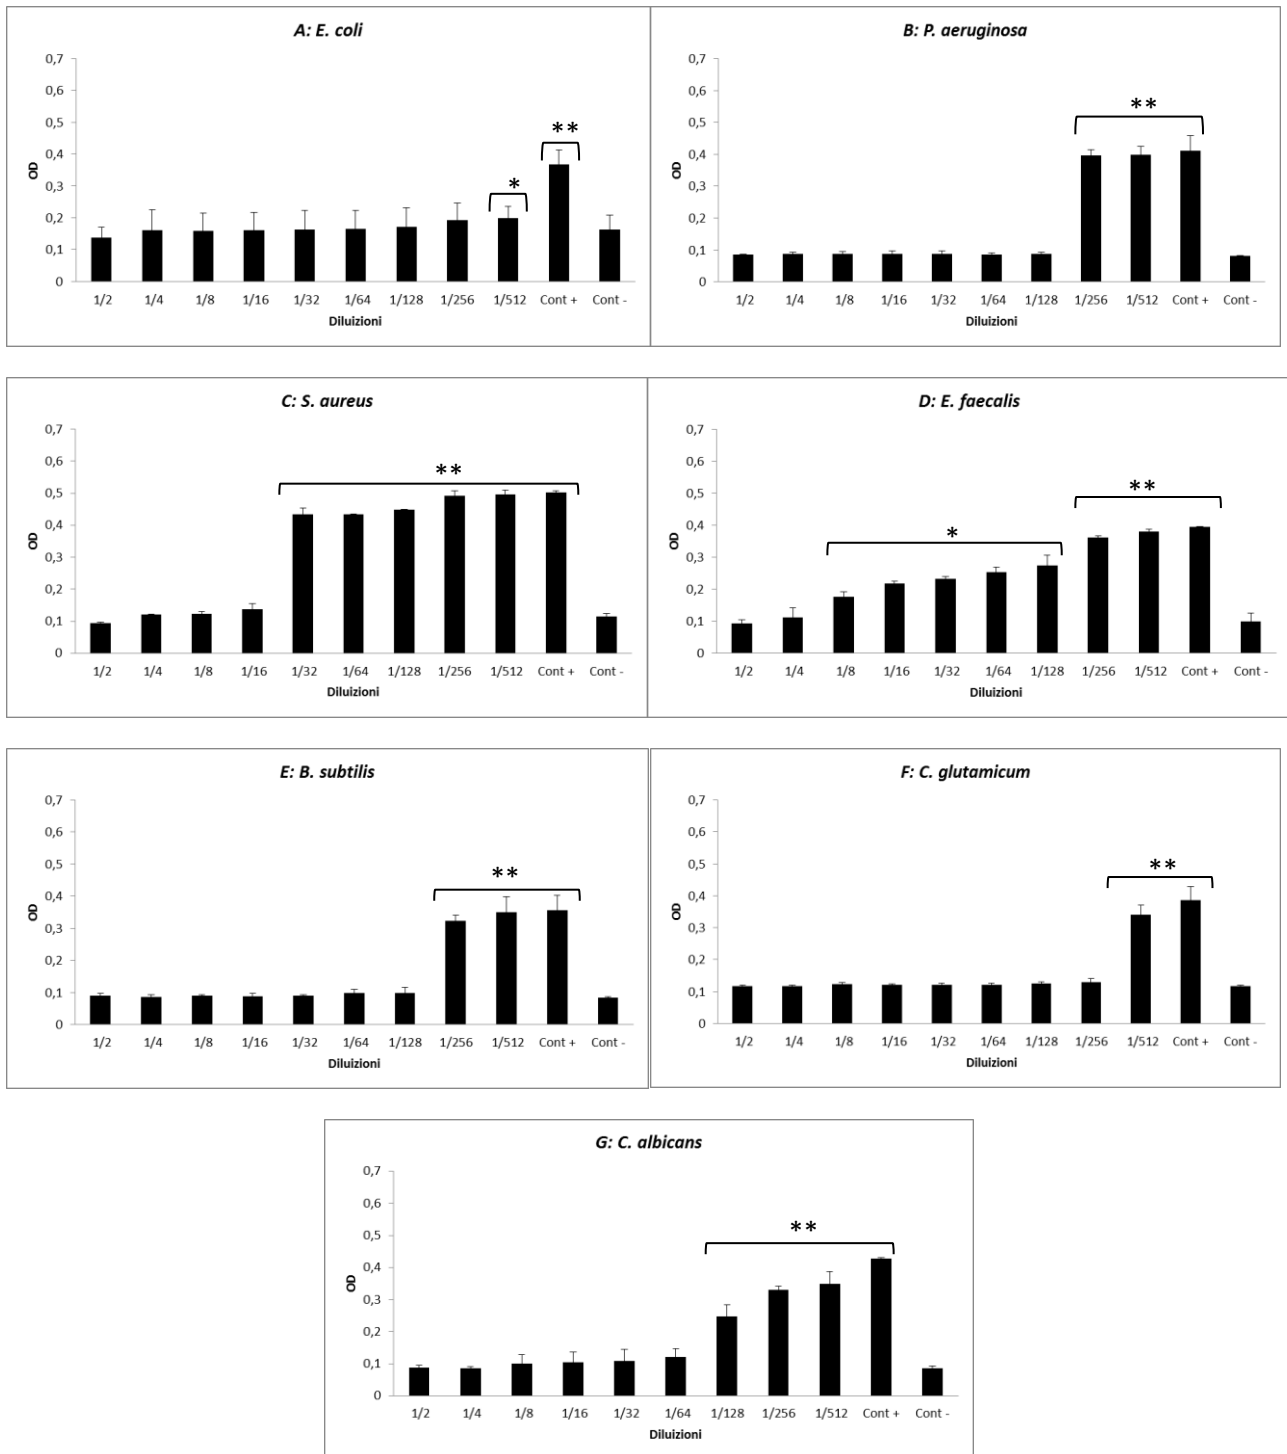 A: E. coli
0,7
0,6
0,5
0,4
0,3
0,2
0,1
0
OD
*
**
1/2 1/4 1/8 1/16 1/32 1/64 1/128 1/256 1/512 Cont + Cont -
Diluizioni
B: P. aeruginosa
0,7
0,6
0,5
0,4
0,3
0,2
0,1
0
OD
**
1/2 1/4 1/8 1/16 1/32 1/64 1/128 1/256 1/512 Cont + Cont -
Diluizioni
C: S. aureus
0,7
0,6
0,5
0,4
0,3
0,2
0,1
0
OD
**
1/2 1/4 1/8 1/16 1/32 1/64 1/128 1/256 1/512 Cont + Cont -
Diluizioni
D: E. faecalis
0,7
0,6
0,5
0,4
0,3
0,2
0,1
0
OD
*
**
1/2 1/4 1/8 1/16 1/32 1/64 1/128 1/256 1/512 Cont + Cont -
Diluizioni
E: B. subtilis
0,7
0,6
0,5
0,4
0,3
0,2
0,1
0
OD
**
1/2 1/4 1/8 1/16 1/32 1/64 1/128 1/256 1/512 Cont + Cont -
Diluizioni
F: C. glutamicum
0,7
0,6
0,5
0,4
0,3
0,2
0,1
0
OD
**
1/2 1/4 1/8 1/16 1/32 1/64 1/128 1/256 1/512 Cont + Cont -
Diluizioni
G: C. albicans
0,7
0,6
0,5
0,4
0,3
0,2
0,1
0
OD
**
1/2 1/4 1/8 1/16 1/32 1/64 1/128 1/256 1/512 Cont + Cont -
Diluizioni